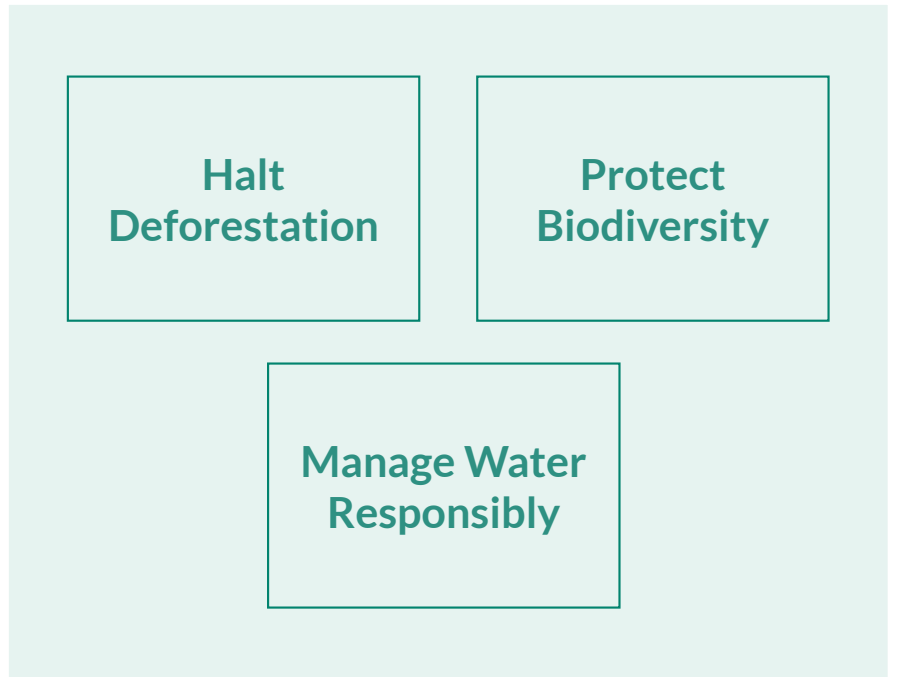 Halt
Deforestation
Protect
Biodiversity
Manage Water
Responsibly